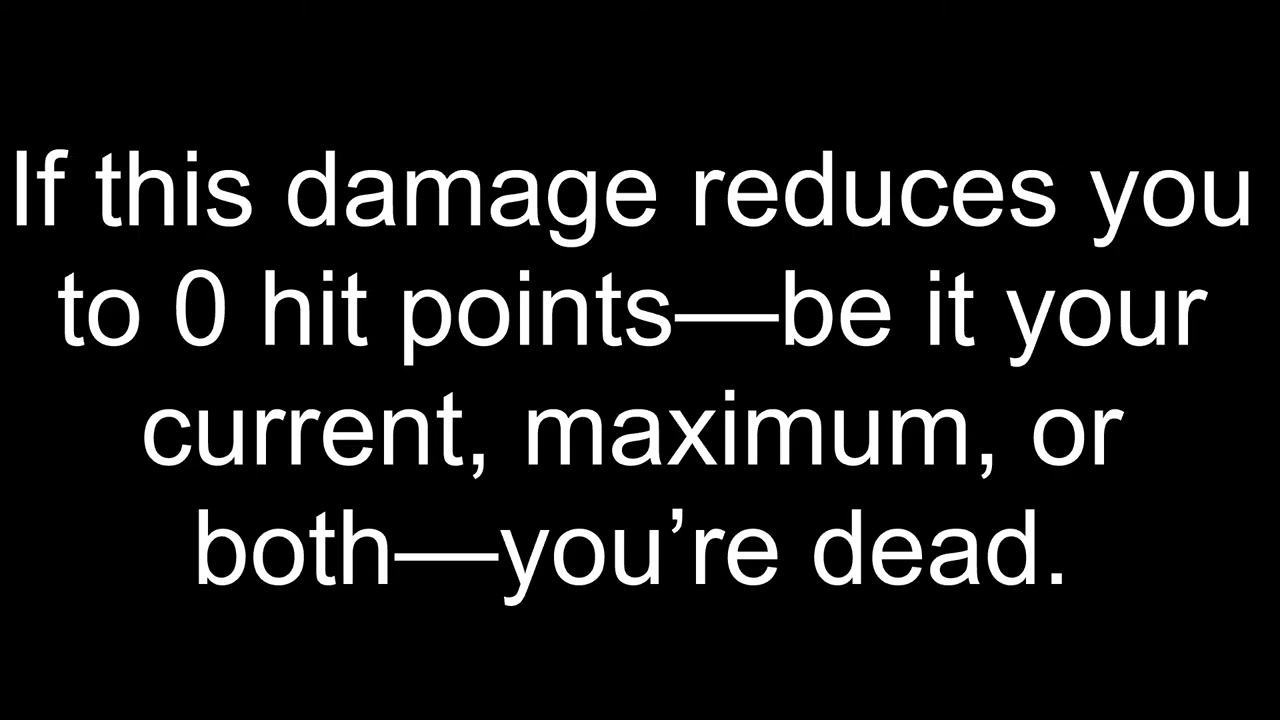 If this damage reduces you
to 0 hit points—be it your
current, maximum, or
both—you’re dead.